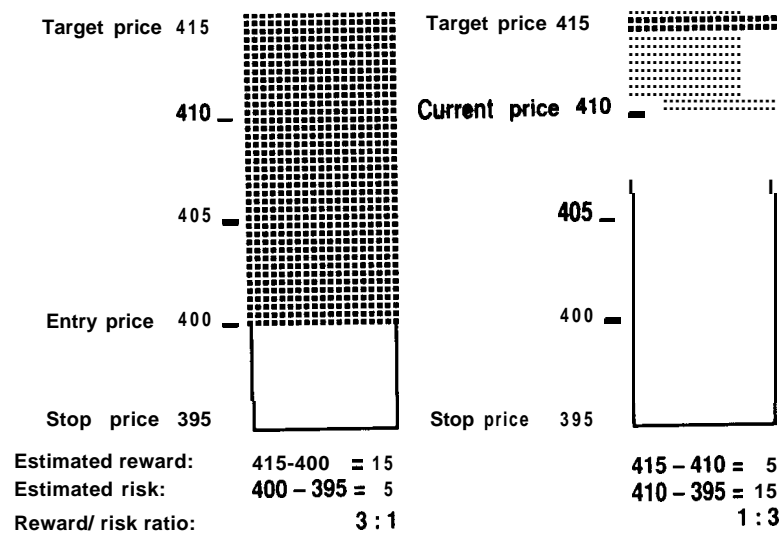 Target price 415
410
405
Entry price 400
Stop price 395
Target price 415
Current price 410
405
400
Stop price 395
Estimated reward: 415-400 = 15 415 – 410 = 5
Estimated risk: 400 – 395 = 5 410 – 395 = 15
Reward/ risk ratio: 3 : 1 1 : 3